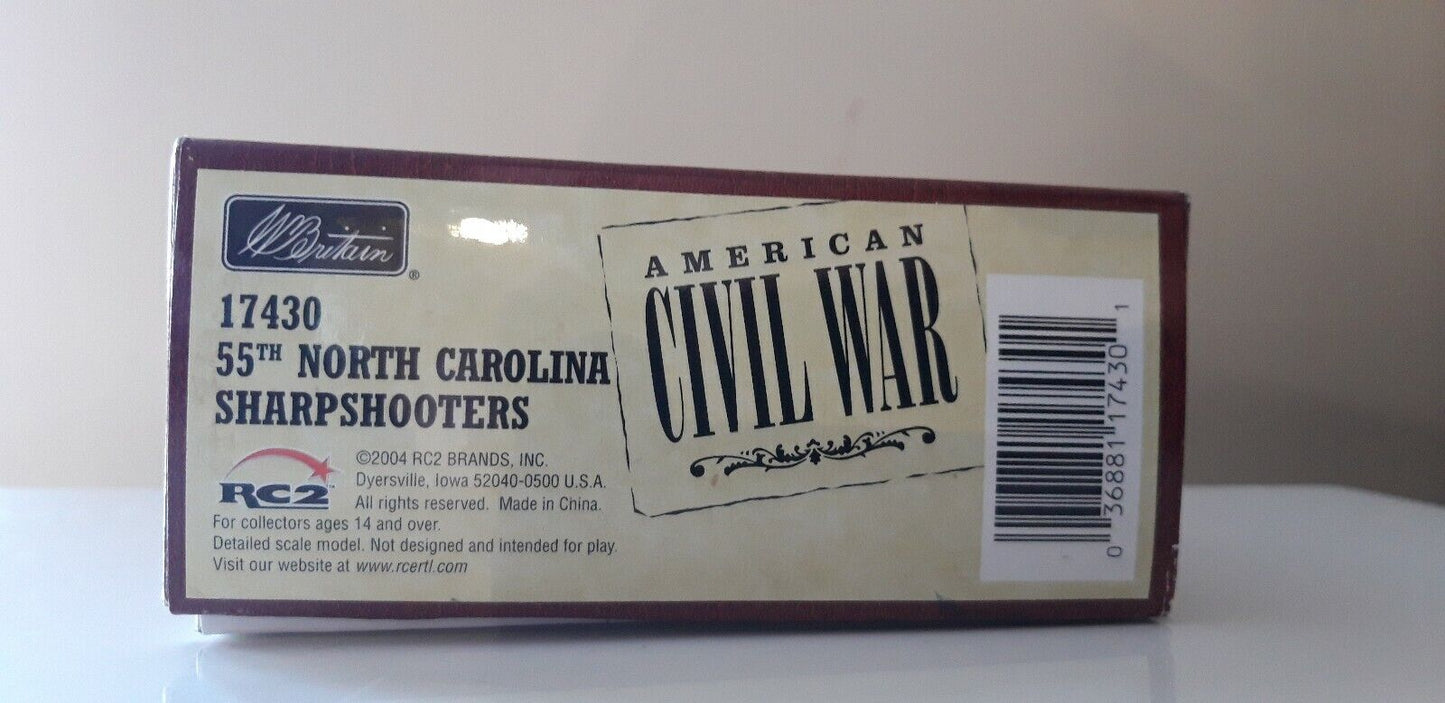 W Britain ®
17430
55TH NORTH CAROLINA
SHARPSHOOTERS
RC2
©2004 RC2 BRANDS, INC.
Dyersville, Iowa 52040-0500 U.S.A.
All rights reserved. Made in China.
For collectors ages 14 and over.
Detailed scale model. Not designed and intended for play.
Visit our website at www.rcertl.com
AMERICAN
CIVIL WAR
0 36881 17430 1